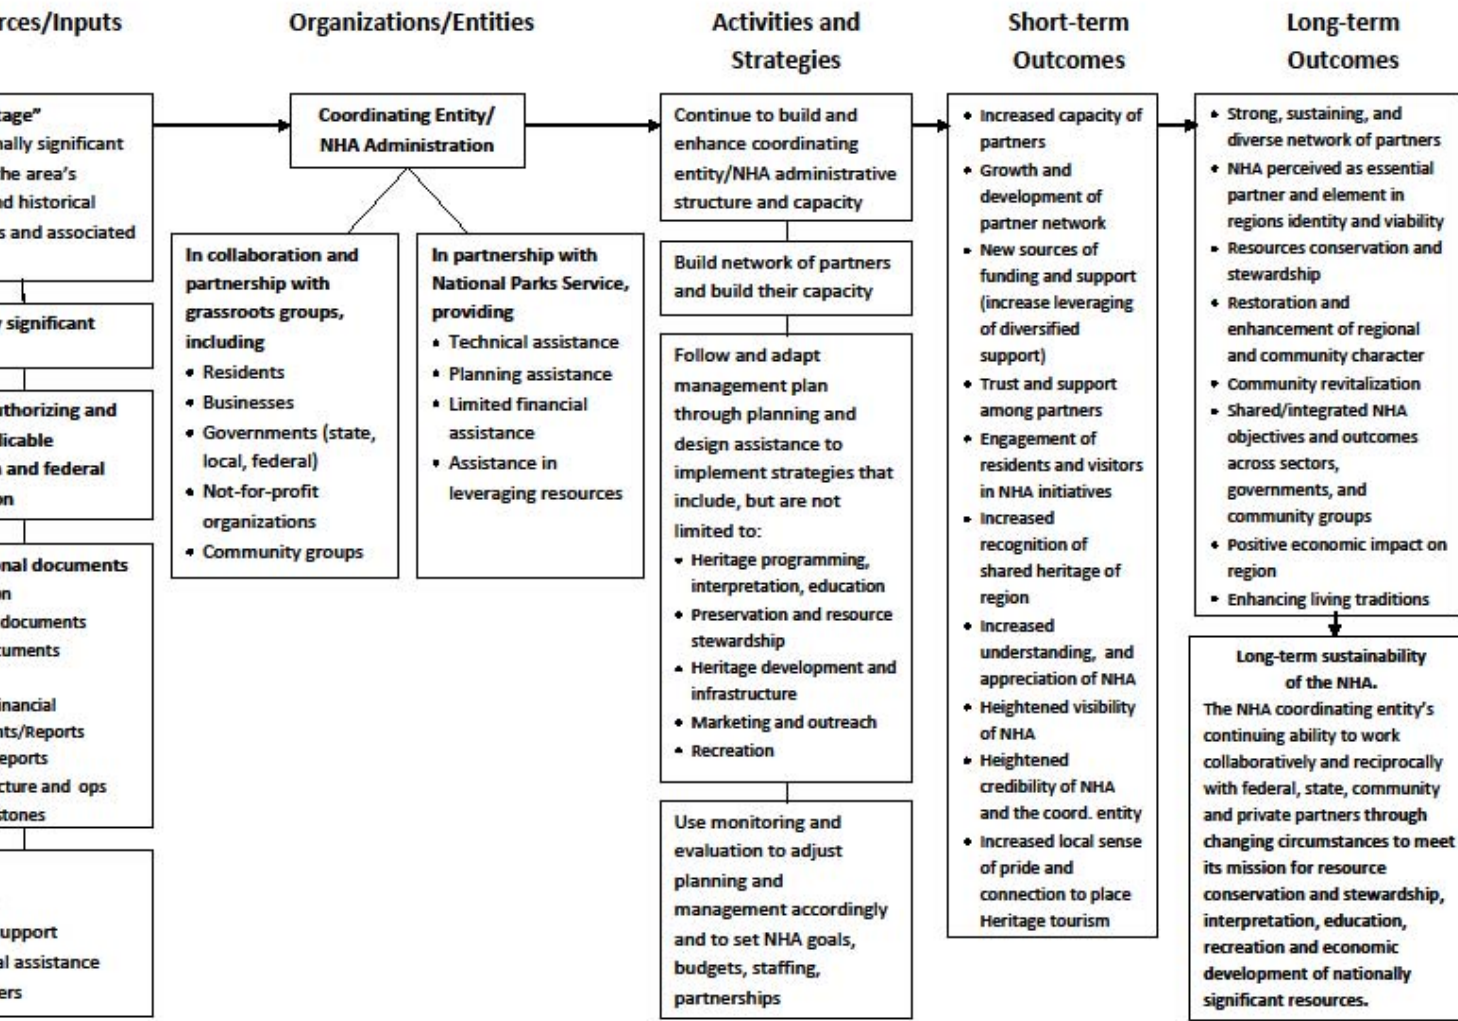 rces/Inputs
age”
nally significant
he area’s
nd historical
s and associated
significant
uthorizing and
licable
and federal
on
onal documents
on
documents
cuments
inancial
nts/Reports
eports
cture and ops
stones
upport
al assistance
ers
Organizations/Entities
Coordinating Entity/
NHA Administration
In collaboration and
partnership with
grassroots groups,
including
• Residents
• Businesses
• Governments (state,
local, federal)
• Not-for-profit
organizations
• Community groups
In partnership with
National Parks Service,
providing
• Technical assistance
• Planning assistance
• Limited financial
assistance
• Assistance in
leveraging resources
Activities and
Strategies
Continue to build and
enhance coordinating
entity/NHA administrative
structure and capacity
Build network of partners
and build their capacity
Follow and adapt
management plan
through planning and
design assistance to
implement strategies that
include, but are not
limited to:
• Heritage programming,
interpretation, education
• Preservation and resource
stewardship
• Heritage development and
infrastructure
• Marketing and outreach
• Recreation
Use monitoring and
evaluation to adjust
planning and
management accordingly
and to set NHA goals,
budgets, staffing,
partnerships
Short-term
Outcomes
• Increased capacity of
partners
• Growth and
development of
partner network
• New sources of
funding and support
(increase leveraging
of diversified
support)
• Trust and support
among partners
• Engagement of
residents and visitors
in NHA initiatives
• Increased
recognition of
shared heritage of
region
• Increased
understanding, and
appreciation of NHA
• Heightened visibility
of NHA
• Heightened
credibility of NHA
and the coord. entity
• Increased local sense
of pride and
connection to place
Heritage tourism
Long-term
Outcomes
• Strong, sustaining, and
diverse network of partners
• NHA perceived as essential
partner and element in
regions identity and viability
• Resources conservation and
stewardship
• Restoration and
enhancement of regional
and community character
• Community revitalization
• Shared/integrated NHA
objectives and outcomes
across sectors,
governments, and
community groups
• Positive economic impact on
region
• Enhancing living traditions
Long-term sustainability
of the NHA.
The NHA coordinating entity’s
continuing ability to work
collaboratively and reciprocally
with federal, state, community
and private partners through
changing circumstances to meet
its mission for resource
conservation and stewardship,
interpretation, education,
recreation and economic
development of nationally
significant resources.